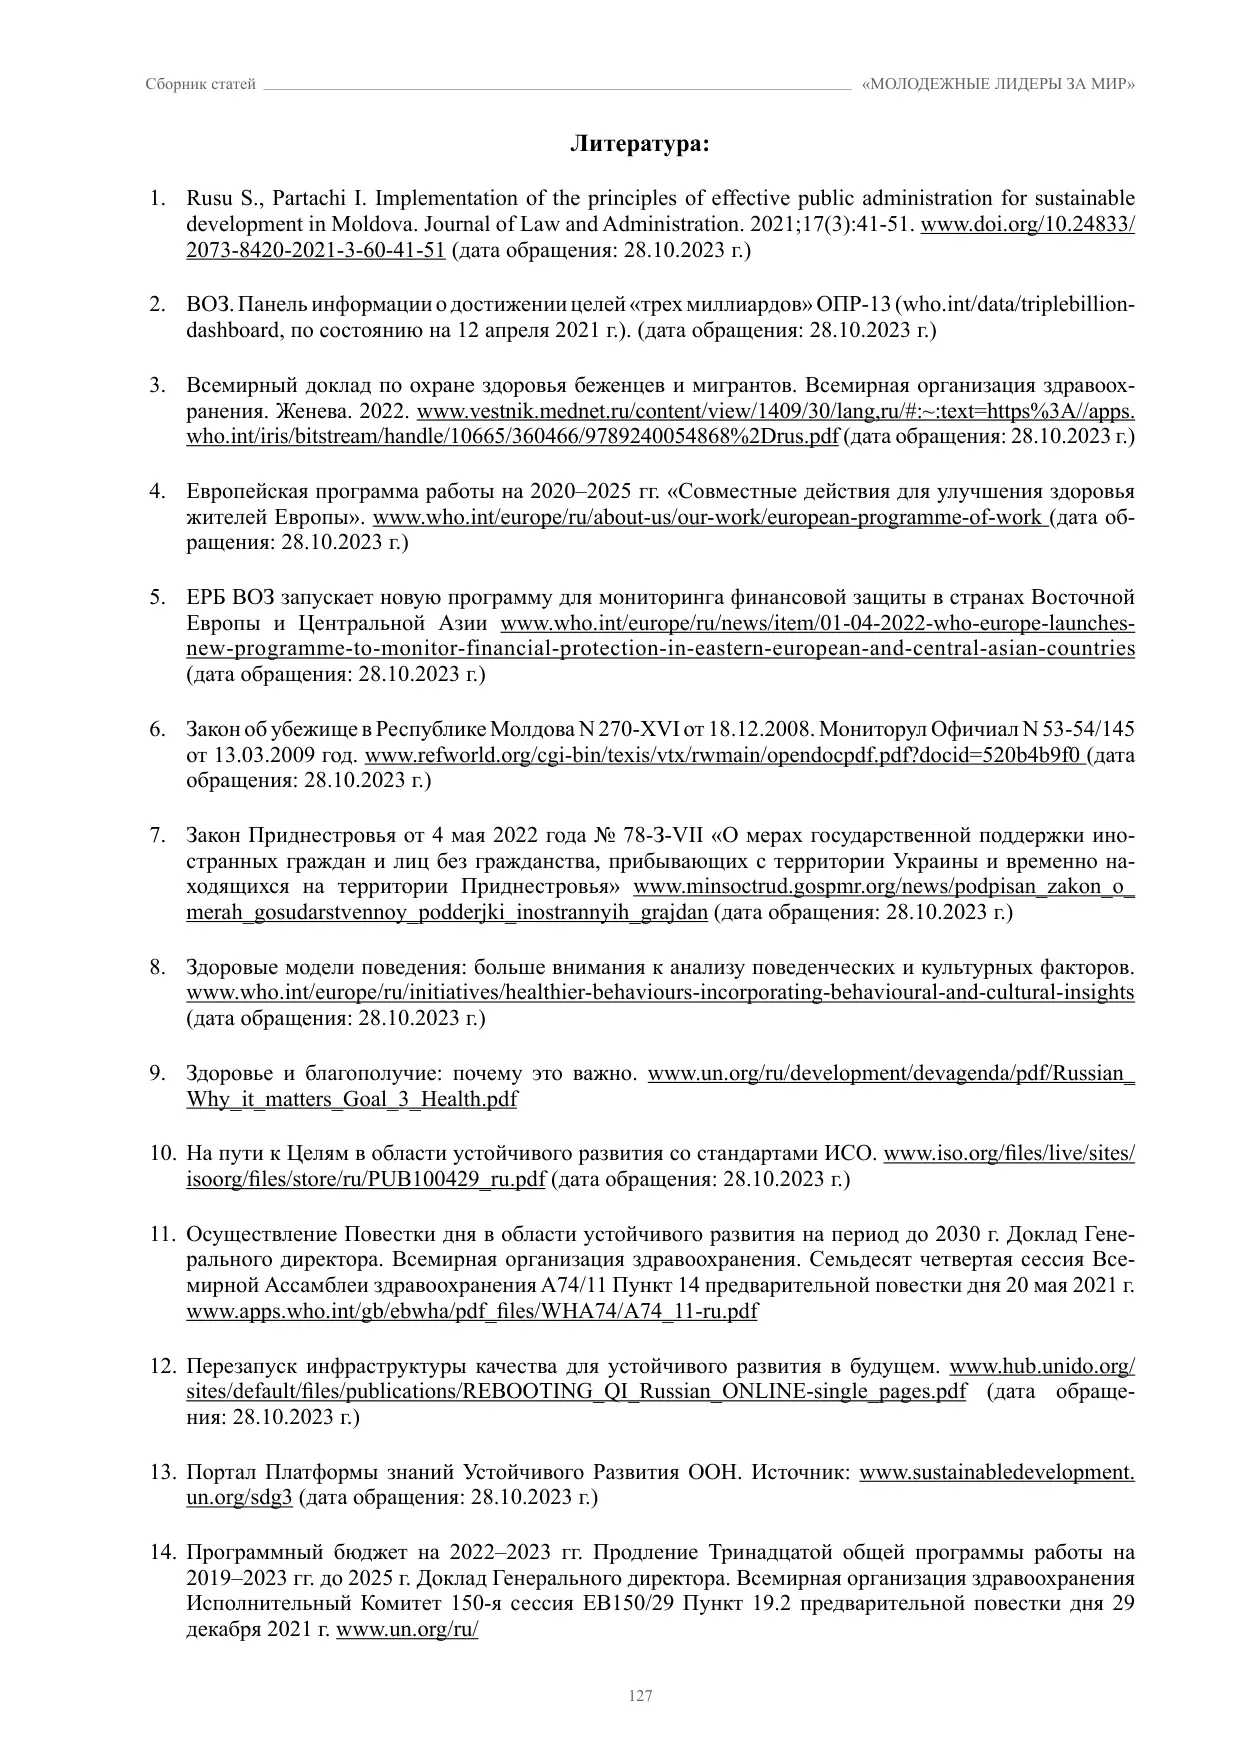 Сборник статей «МОЛОДЕЖНЫЕ ЛИДЕРЫ ЗА МИР»
Литература:
1. Rusu S., Partachi I. Implementation of the principles of effective public administration for sustainable
development in Moldova. Journal of Law and Administration. 2021;17(3):41-51. www.doi.org/10.24833/
2073-8420-2021-3-60-41-51 (дата обращения: 28.10.2023 г.)
2. ВОЗ. Панель информации о достижении целей «трех миллиардов» ОПР-13 (who.int/data/triplebillion-
dashboard, по состоянию на 12 апреля 2021 г.). (дата обращения: 28.10.2023 г.)
3. Всемирный доклад по охране здоровья беженцев и мигрантов. Всемирная организация здравоох-
ранения. Женева. 2022. www.vestnik.mednet.ru/content/view/1409/30/lang,ru/#:~:text=https%3A//apps.
who.int/iris/bitstream/handle/10665/360466/9789240054868%2Drus.pdf (дата обращения: 28.10.2023 г.)
4. Европейская программа работы на 2020–2025 гг. «Совместные действия для улучшения здоровья
жителей Европы». www.who.int/europe/ru/about-us/our-work/european-programme-of-work (дата об-
ращения: 28.10.2023 г.)
5. ЕРБ ВОЗ запускает новую программу для мониторинга финансовой защиты в странах Восточной
Европы и Центральной Азии www.who.int/europe/ru/news/item/01-04-2022-who-europe-launches-
new-programme-to-monitor-financial-protection-in-eastern-european-and-central-asian-countries
(дата обращения: 28.10.2023 г.)
6. Закон об убежище в Республике Молдова N 270-XVI от 18.12.2008. Мониторул Офичиал N 53-54/145
от 13.03.2009 год. www.refworld.org/cgi-bin/texis/vtx/rwmain/opendocpdf.pdf?docid=520b4b9f0 (дата
обращения: 28.10.2023 г.)
7. Закон Приднестровья от 4 мая 2022 года № 78-З-VII «О мерах государственной поддержки ино-
странных граждан и лиц без гражданства, прибывающих с территории Украины и временно на-
ходящихся на территории Приднестровья» www.minsoctrud.gospmr.org/news/podpisan_zakon_o_
merah_gosudarstvennoy_podderjki_inostrannyih_grajdan (дата обращения: 28.10.2023 г.)
8. Здоровые модели поведения: больше внимания к анализу поведенческих и культурных факторов.
www.who.int/europe/ru/initiatives/healthier-behaviours-incorporating-behavioural-and-cultural-insights
(дата обращения: 28.10.2023 г.)
9. Здоровье и благополучие: почему это важно. www.un.org/ru/development/devagenda/pdf/Russian_
Why_it_matters_Goal_3_Health.pdf
10. На пути к Целям в области устойчивого развития со стандартами ИСО. www.iso.org/files/live/sites/
isoorg/files/store/ru/PUB100429_ru.pdf (дата обращения: 28.10.2023 г.)
11. Осуществление Повестки дня в области устойчивого развития на период до 2030 г. Доклад Гене-
рального директора. Всемирная организация здравоохранения. Семьдесят четвертая сессия Все-
мирной Ассамблеи здравоохранения А74/11 Пункт 14 предварительной повестки дня 20 мая 2021 г.
www.apps.who.int/gb/ebwha/pdf_files/WHA74/A74_11-ru.pdf
12. Перезапуск инфраструктуры качества для устойчивого развития в будущем. www.hub.unido.org/
sites/default/files/publications/REBOOTING_QI_Russian_ONLINE-single_pages.pdf (дата обраще-
ния: 28.10.2023 г.)
13. Портал Платформы знаний Устойчивого Развития ООН. Источник: www.sustainabledevelopment.
un.org/sdg3 (дата обращения: 28.10.2023 г.)
14. Программный бюджет на 2022–2023 гг. Продление Тринадцатой общей программы работы на
2019–2023 гг. до 2025 г. Доклад Генерального директора. Всемирная организация здравоохранения
Исполнительный Комитет 150-я сессия EB150/29 Пункт 19.2 предварительной повестки дня 29
декабря 2021 г. www.un.org/ru/
127